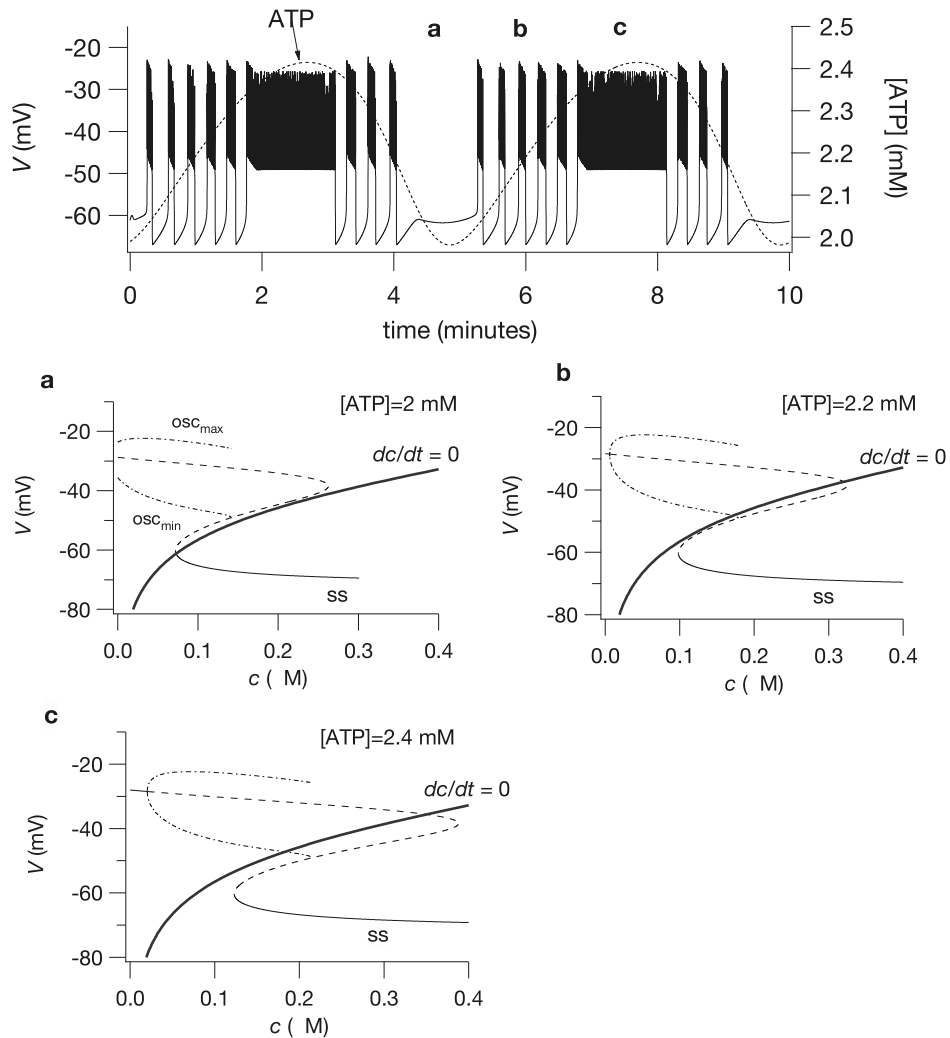 ATP
a
b
c
-20
-30
-40
-50
-60
V (mV)
2.5
2.4
2.3
2.2
2.1
2.0
[ATP] (mM)
0
2
4
6
8
10
time (minutes)
a
[ATP]=2 mM
osc max
dc/dt = 0
osc min
ss
-20
-40
-60
-80
V (mV)
0.0
0.1
0.2
0.3
0.4
c ( M)
b
[ATP]=2.2 mM
dc/dt = 0
ss
-20
-40
-60
-80
V (mV)
0.0
0.1
0.2
0.3
0.4
c ( M)
c
[ATP]=2.4 mM
dc/dt = 0
ss
-20
-40
-60
-80
V (mV)
0.0
0.1
0.2
0.3
0.4
c ( M)